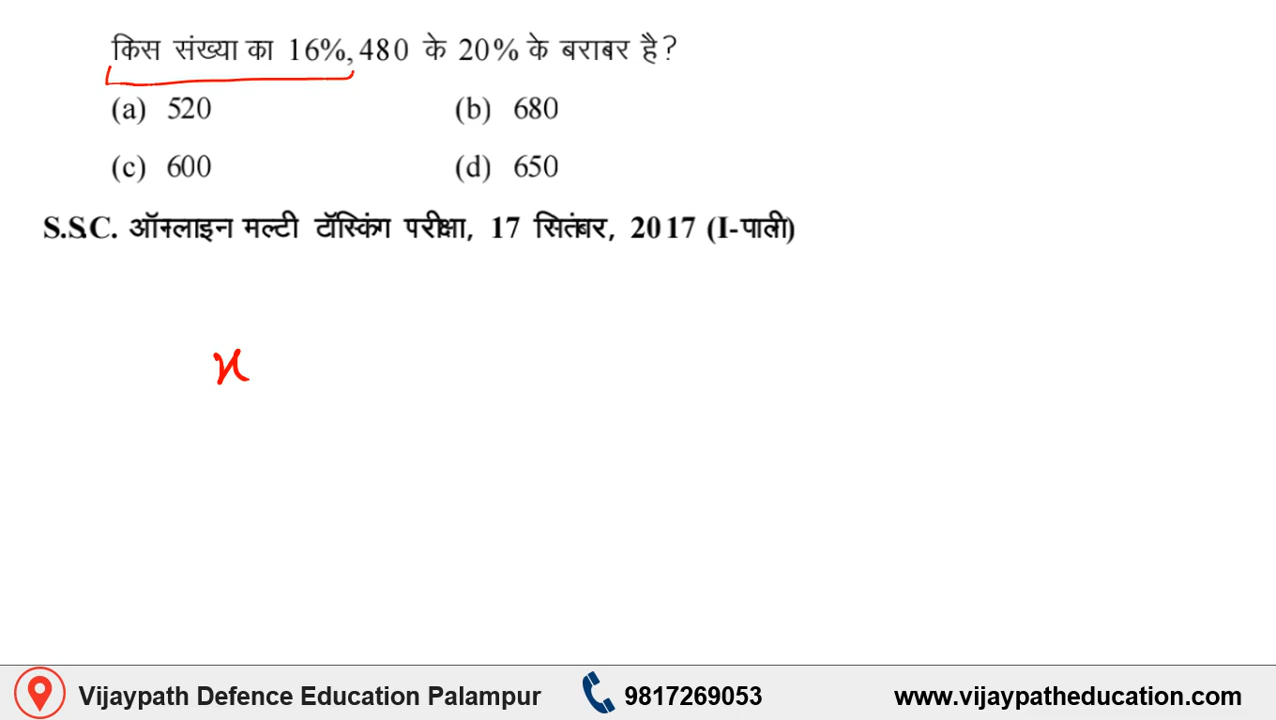 किस संख्या का 16%, 480 के 20% के बराबर है?
(a) 520 (b) 680
(c) 600 (d) 650
S.S.C. ऑनलाइन मल्टी टॉस्किंग परीक्षा, 17 सितंबर, 2017 (I-पाली)
x
Vijaypath Defence Education Palampur 9817269053 www.vijaypatheducation.com